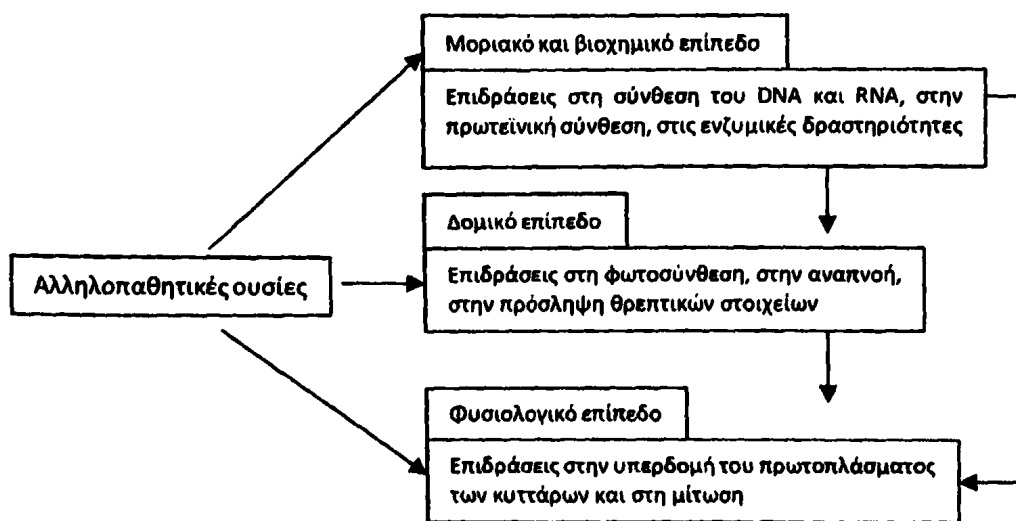 Μοριακό και βιοχημικό επίπεδο
Επιδράσεις στη σύνθεση του DNA και RNA, στην
πρωτεϊνική σύνθεση, στις ενζυμικές δραστηριότητες
Δομικό επίπεδο
Επιδράσεις στη φωτοσύνθεση, στην αναπνοή,
στην πρόσληψη θρεπτικών στοιχείων
Αλληλοπαθητικές ουσίες
Φυσιολογικό επίπεδο
Επιδράσεις στην υπερδομή του πρωτοπλάσματος
των κυττάρων και στη μίτωση